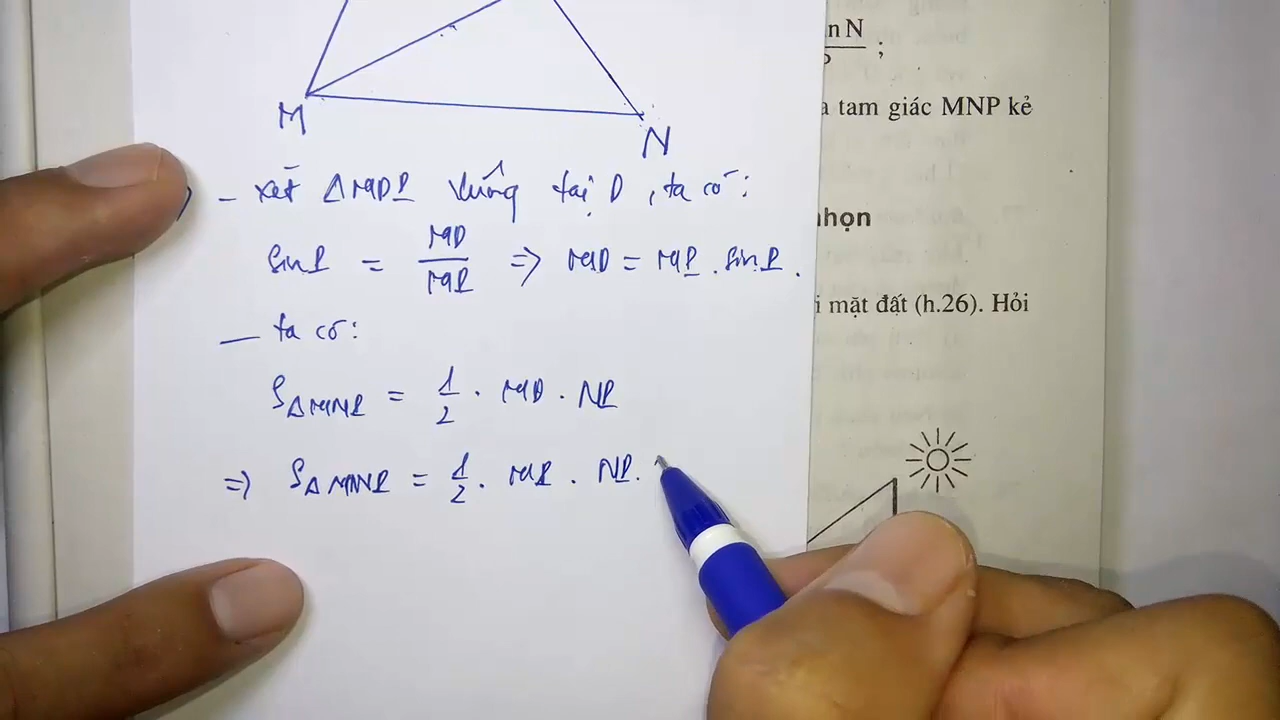 M
N
- xét ΔMDP vuông tại D, ta có:
sinP = MD/MP => MD = MP . sinP.
- ta có:
SΔMNP = 1/2 . MD . NP
=> SΔMNP = 1/2 . MP . NP.
n N
;
a tam giác MNP kẻ
nhọn
i mặt đất (h.26). Hỏi